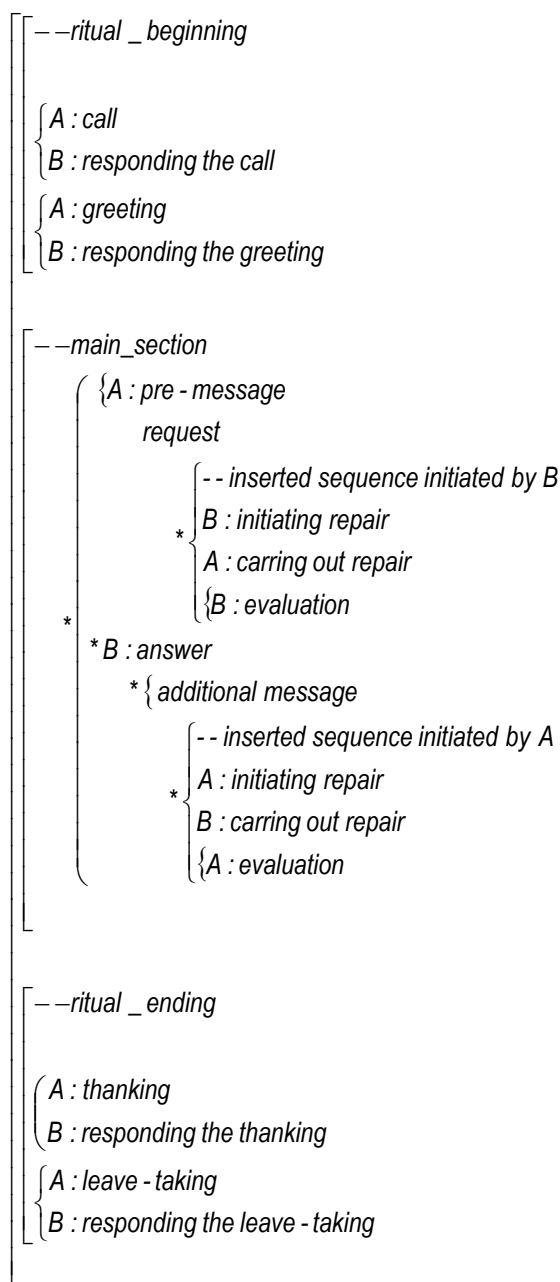 --ritual _ beginning
A : call
B : responding the call
A : greeting
B : responding the greeting
--main_section
{A : pre - message
request
- - inserted sequence initiated by B
B : initiating repair
* A : carring out repair
{B : evaluation
*
* B : answer
* { additional message
- - inserted sequence initiated by A
A : initiating repair
* B : carring out repair
{A : evaluation
--ritual _ ending
A : thanking
B : responding the thanking
A : leave - taking
B : responding the leave - taking